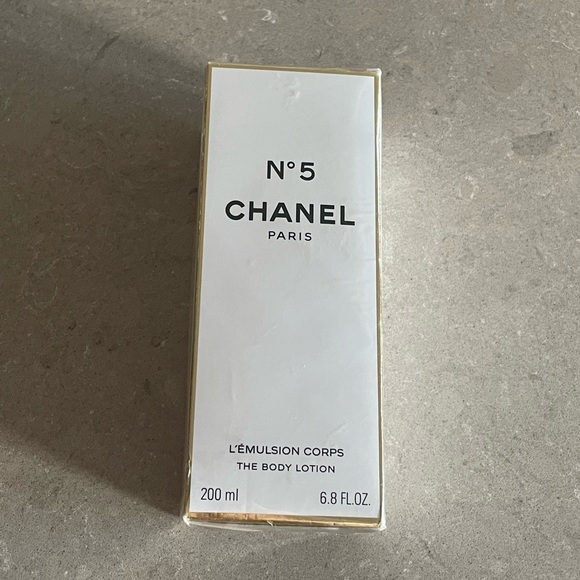 N°5
CHANEL
PARIS
L'ÉMULSION CORPS
THE BODY LOTION
200 ml 6.8 FL.OZ.